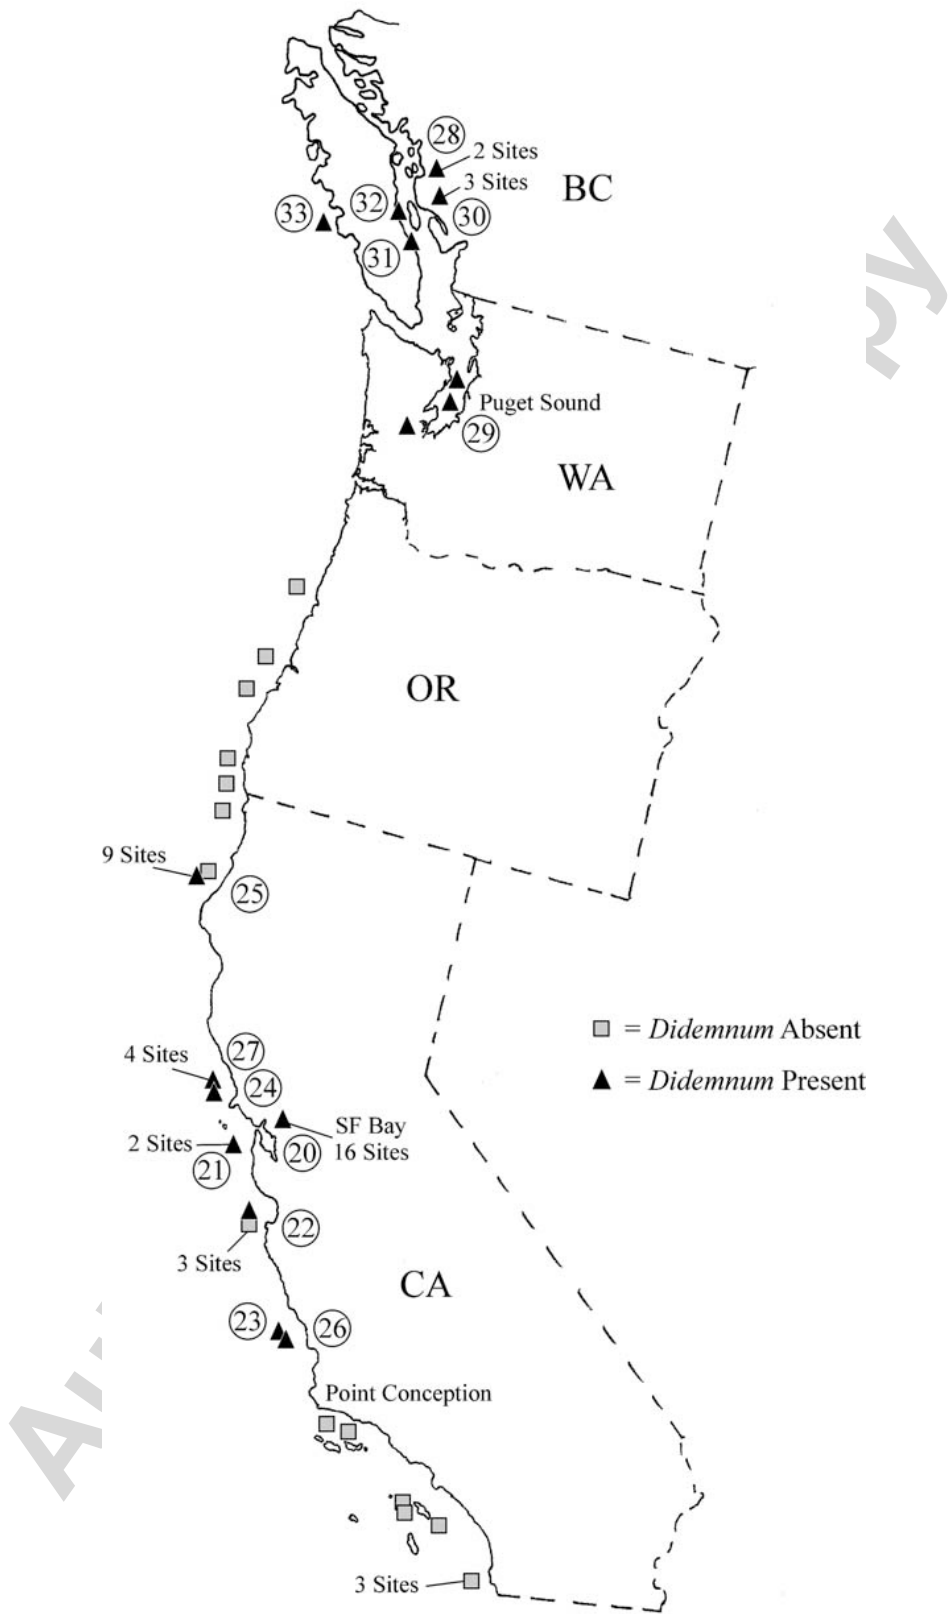 28
2 Sites
BC
3 Sites
32
33
30
31
Puget Sound
29
WA
OR
9 Sites
25
= Didemnum Absent
27
4 Sites
24
= Didemnum Present
SF Bay
16 Sites
2 Sites
20
21
22
3 Sites
CA
23
26
Point Conception
3 Sites